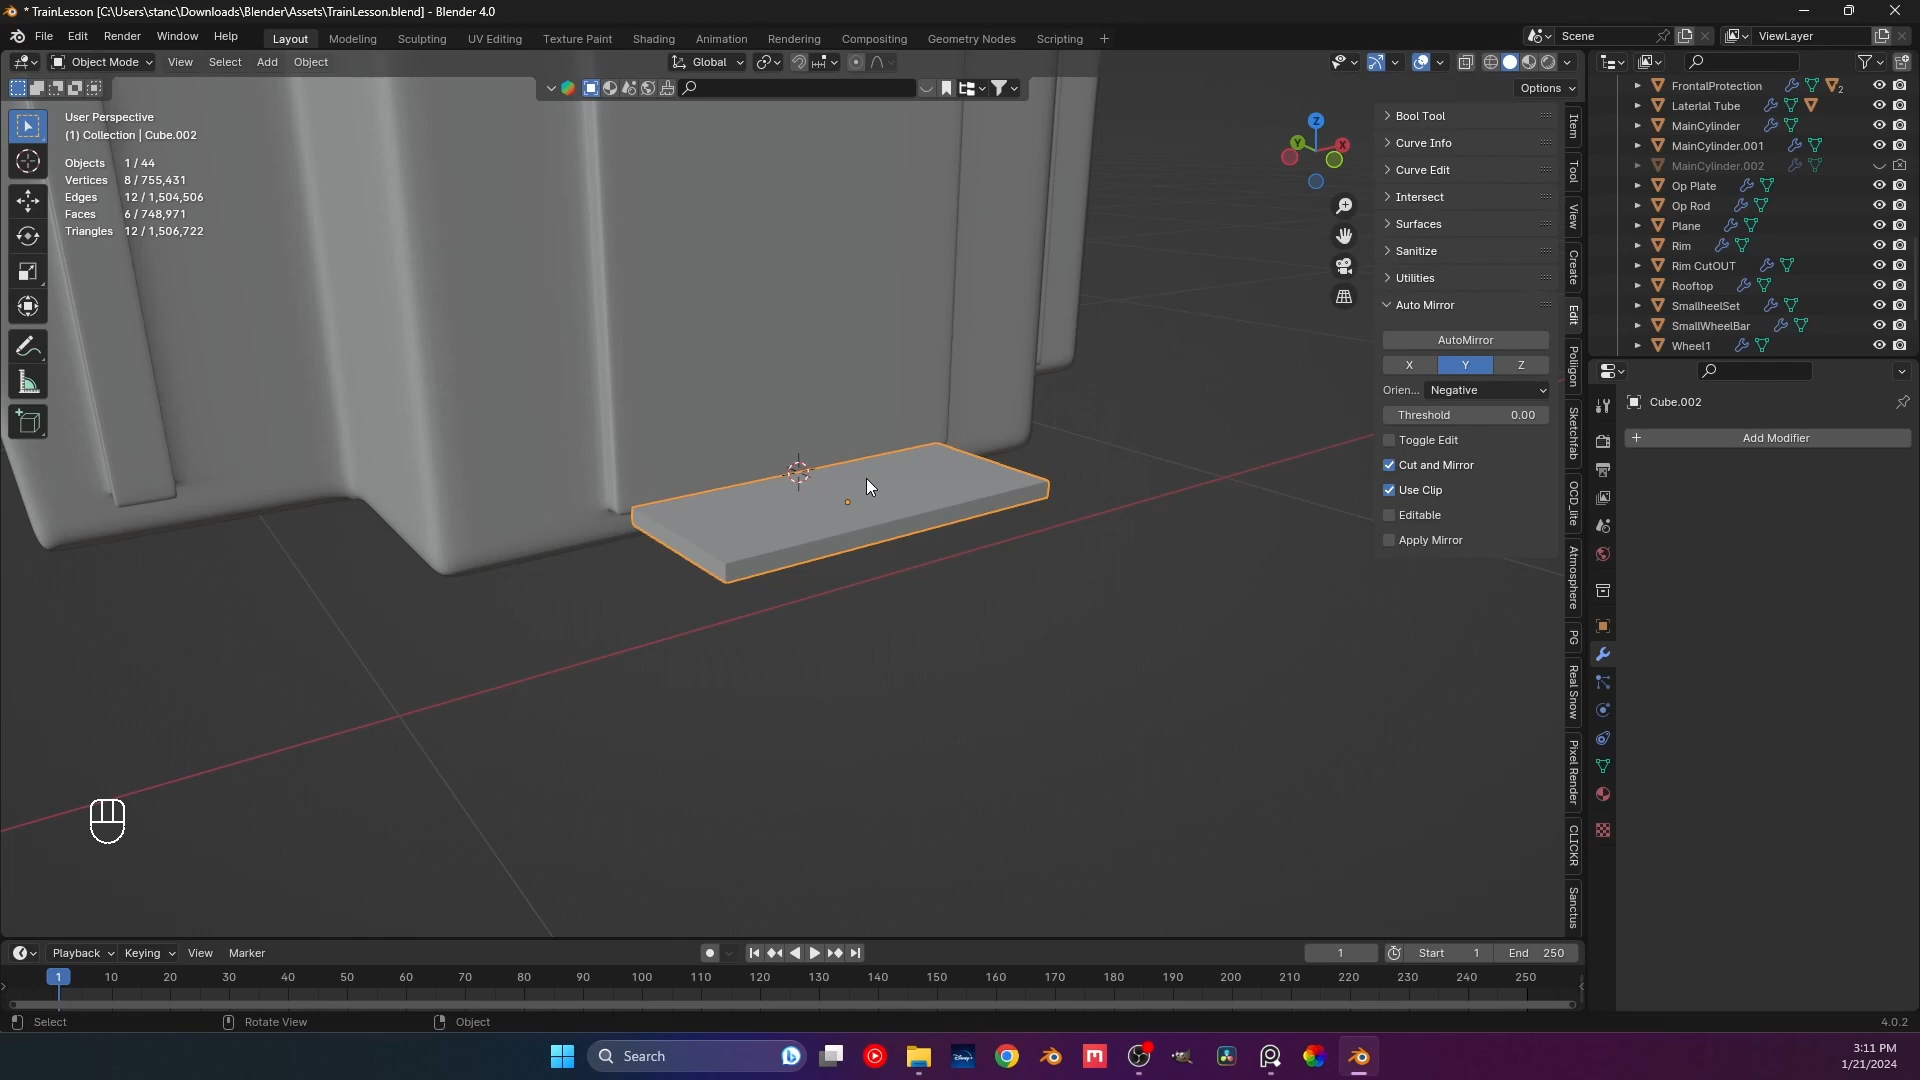 * TrainLesson [C:\Users\stanc\Downloads\Blender\Assets\TrainLesson.blend] - Blender 4.0
File Edit Render Window Help
Layout Modeling Sculpting UV Editing Texture Paint Shading Animation Rendering Compositing Geometry Nodes Scripting +
Scene
ViewLayer
Object Mode View Select Add Object
Global
Options
User Perspective
(1) Collection | Cube.002
Objects 1 / 44
Vertices 8 / 755,431
Edges 12 / 1,504,506
Faces 6 / 748,971
Triangles 12 / 1,506,722
Z
Y
X
Bool Tool
Curve Info
Curve Edit
Intersect
Surfaces
Sanitize
Utilities
Auto Mirror
AutoMirror
X Y Z
Orien... Negative
Threshold 0.00
Toggle Edit
Cut and Mirror
Use Clip
Editable
Apply Mirror
Item
Tool
View
Create
Edit
Poliigon
Sketchfab
OCD_lite
Atmosphere
PG
Real Snow
Pixel Render
CLICKR
Sanctus
FrontalProtection 2
Laterlal Tube
MainCylinder
MainCylinder.001
MainCylinder.002
Op Plate
Op Rod
Plane
Rim
Rim CutOUT
Rooftop
SmallheelSet
SmallWheelBar
Wheel1
Cube.002
+ Add Modifier
Playback Keying View Marker
1
Start 1
End 250
1 10 20 30 40 50 60 70 80 90 100 110 120 130 140 150 160 170 180 190 200 210 220 230 240 250
Select
Rotate View
Object
4.0.2
Search
3:11 PM
1/21/2024